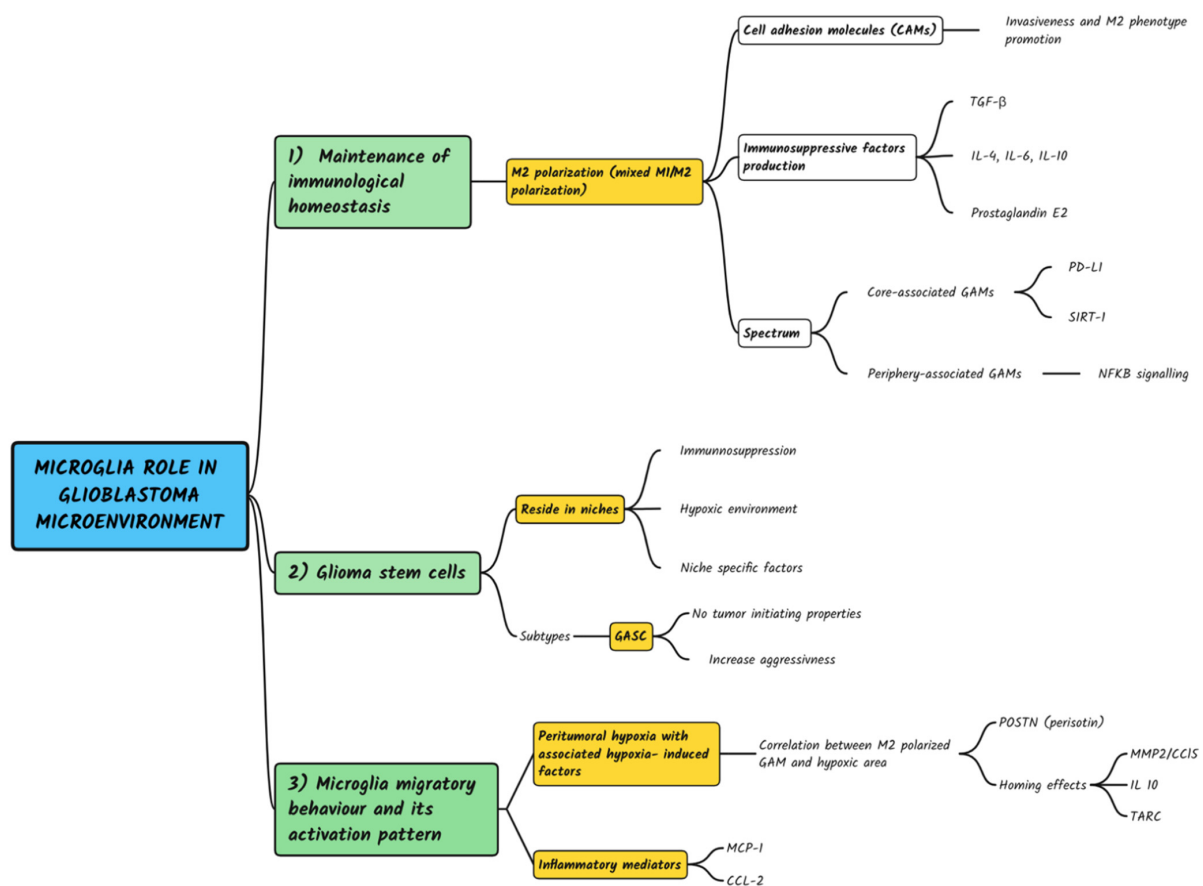 MICROGLIA ROLE IN
GLIOBLASTOMA
MICROENVIRONMENT
1) Maintenance of
immunological
homeostasis
M2 polarization (mixed M1/M2
polarization)
Cell adhesion molecules (CAMs)
Invasiveness and M2 phenotype
promotion
Immunosuppressive factors
production
TGF-β
IL-4, IL-6, IL-10
Prostaglandin E2
Spectrum
Core-associated GAMs
PD-L1
SIRT-1
Periphery-associated GAMs
NFKB signalling
2) Glioma stem cells
Reside in niches
Immunnosuppression
Hypoxic environment
Niche specific factors
Subtypes
GASC
No tumor initiating properties
Increase aggressivness
3) Microglia migratory
behaviour and its
activation pattern
Peritumoral hypoxia with
associated hypoxia- induced
factors
Correlation between M2 polarized
GAM and hypoxic area
POSTN (perisotin)
Homing effects
MMP2/CCl5
IL 10
TARC
Inflammatory mediators
MCP-1
CCL-2